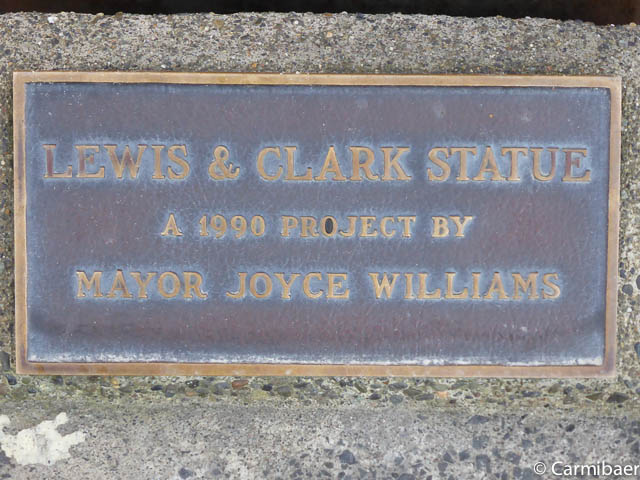 LEWIS & CLARK STATUE
A 1990 PROJECT BY
MAYOR JOYCE WILLIAMS
© Carmibaer